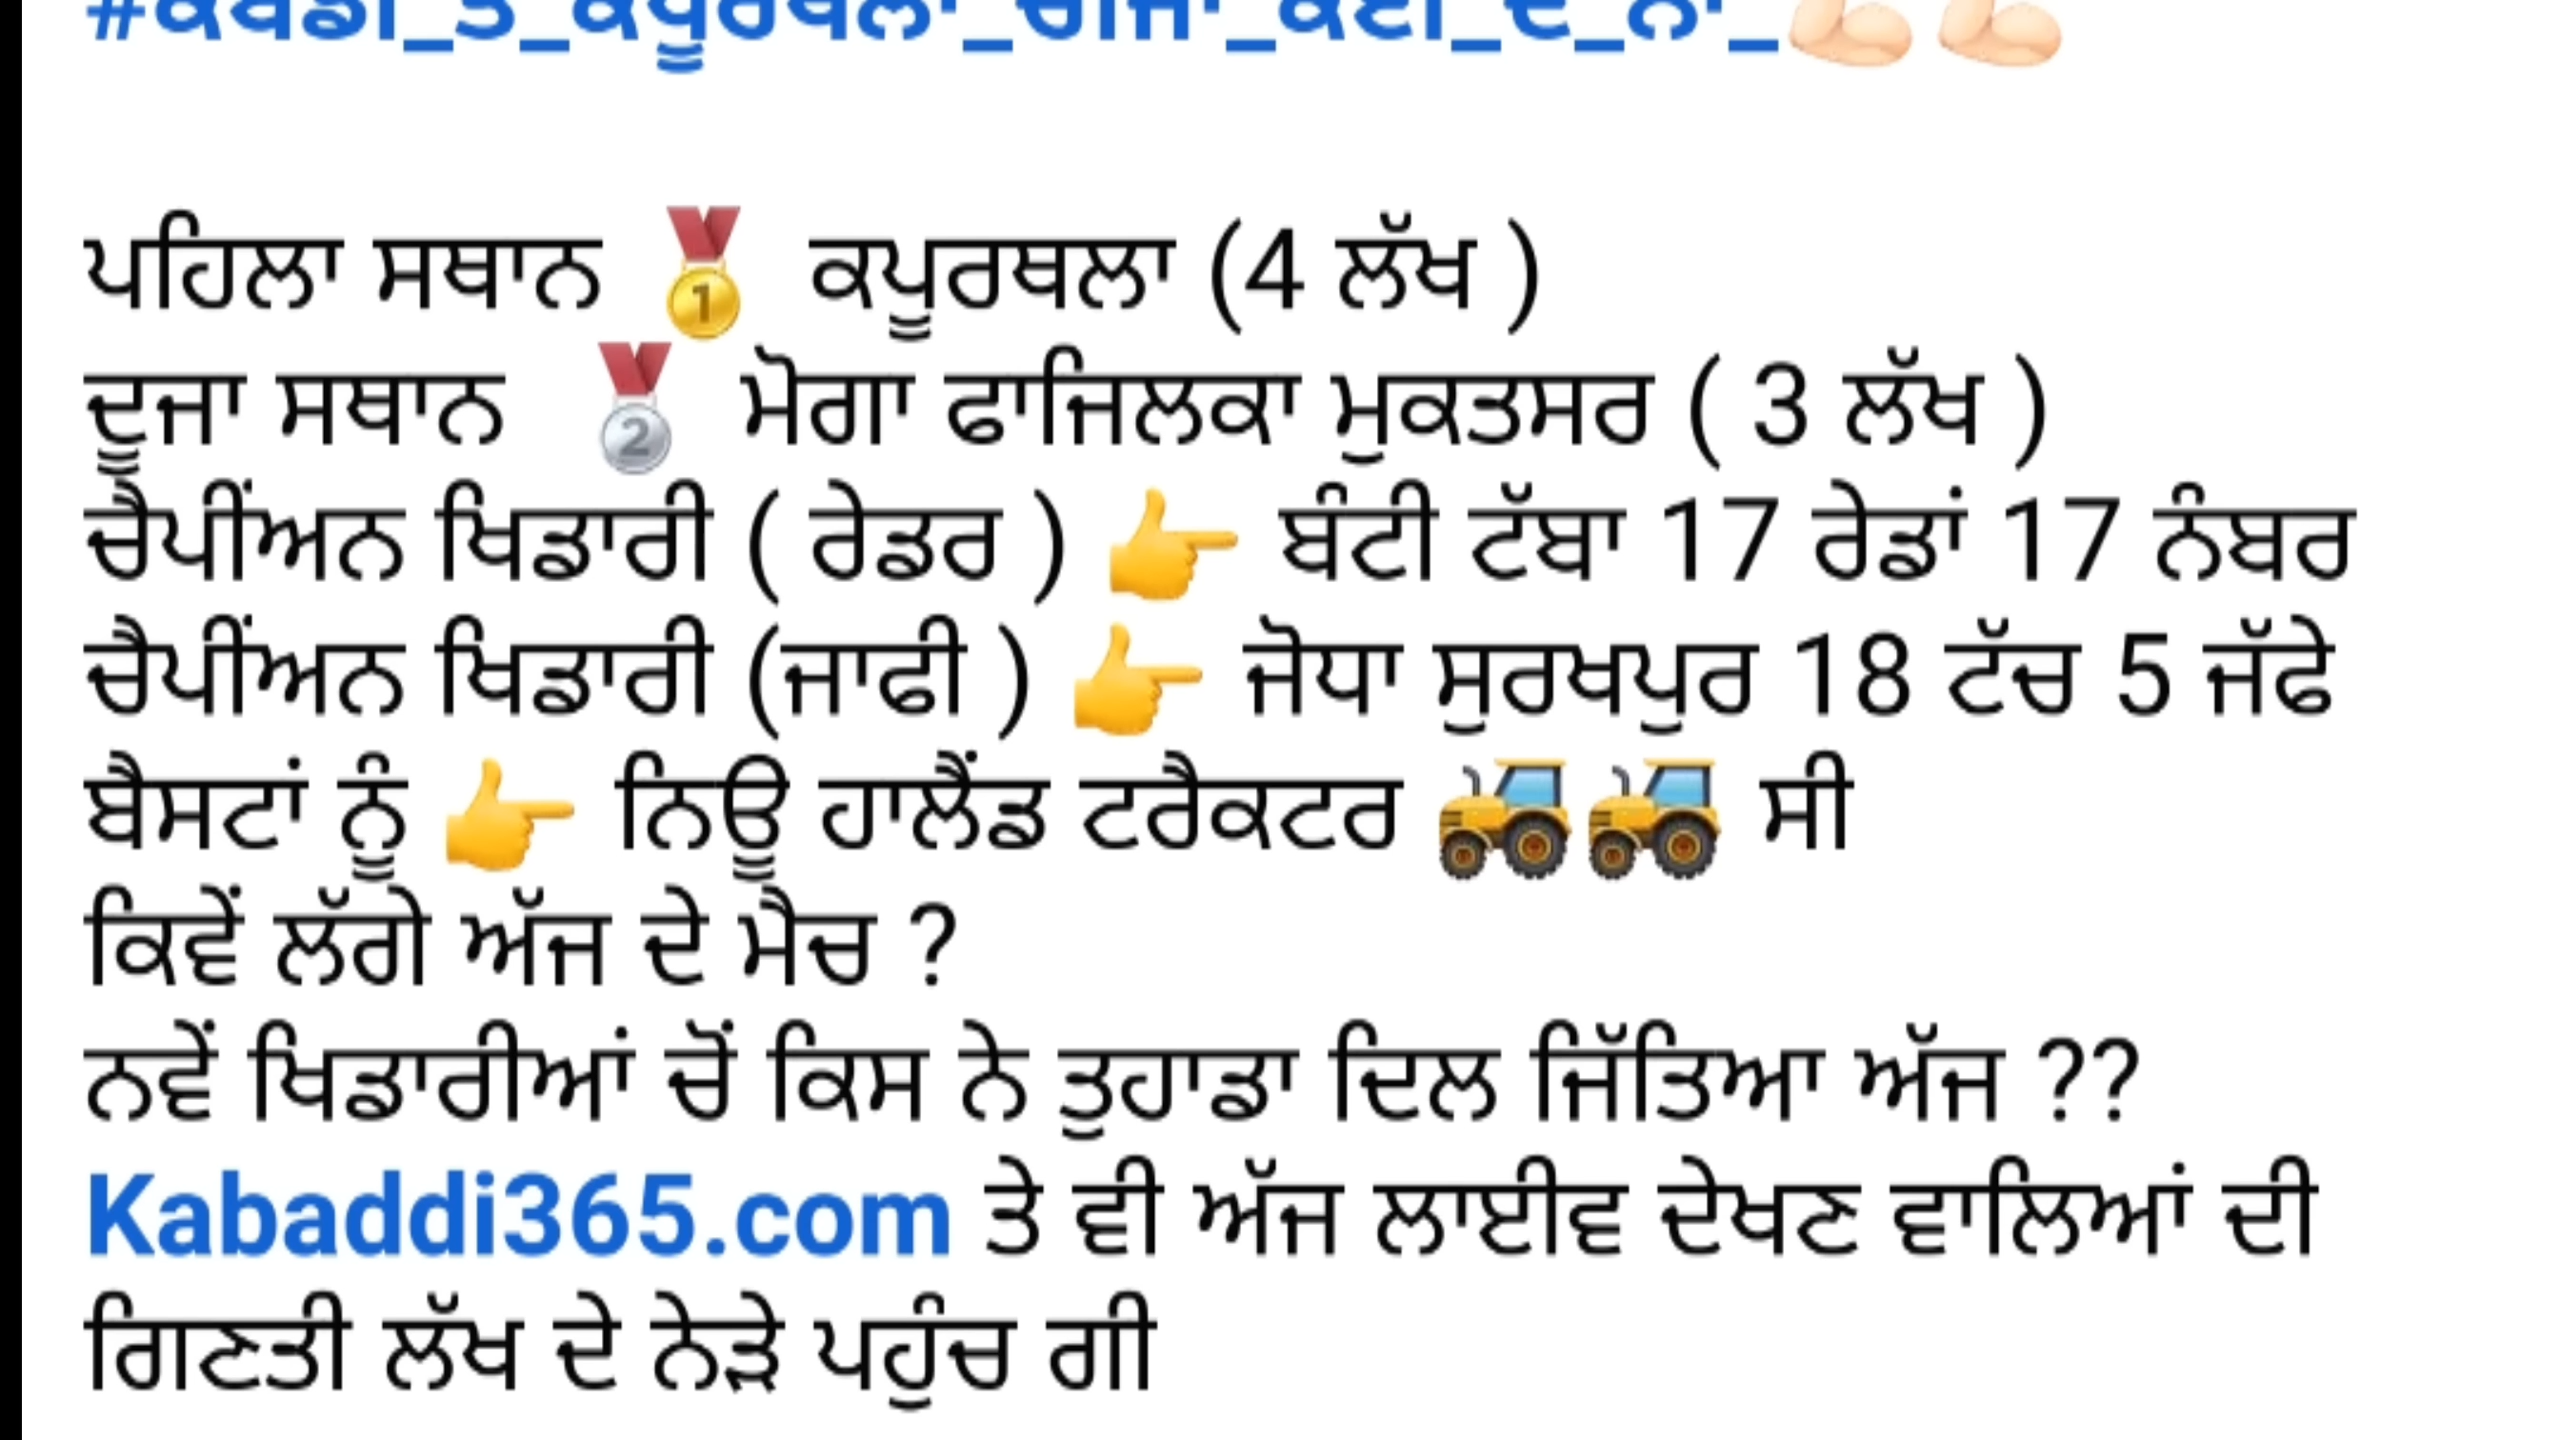 ਪਹਿਲਾ ਸਥਾਨ 🥇 ਕਪੂਰਥਲਾ (4 ਲੱਖ )
ਦੂਜਾ ਸਥਾਨ 🥈 ਮੋਗਾ ਫਾਜਿਲਕਾ ਮੁਕਤਸਰ ( 3 ਲੱਖ )
ਚੈਪੀਂਅਨ ਖਿਡਾਰੀ ( ਰੇਡਰ ) 👉 ਬੰਟੀ ਟੱਬਾ 17 ਰੇਡਾਂ 17 ਨੰਬਰ
ਚੈਪੀਂਅਨ ਖਿਡਾਰੀ (ਜਾਫੀ ) 👉 ਜੋਧਾ ਸੁਰਖਪੁਰ 18 ਟੱਚ 5 ਜੱਫੇ
ਬੈਸਟਾਂ ਨੂੰ 👉 ਨਿਊ ਹਾਲੈਂਡ ਟਰੈਕਟਰ 🚜🚜 ਸੀ
ਕਿਵੇਂ ਲੱਗੇ ਅੱਜ ਦੇ ਮੈਚ ?
ਨਵੇਂ ਖਿਡਾਰੀਆਂ ਚੋਂ ਕਿਸ ਨੇ ਤੁਹਾਡਾ ਦਿਲ ਜਿੱਤਿਆ ਅੱਜ ??
Kabaddi365.com ਤੇ ਵੀ ਅੱਜ ਲਾਈਵ ਦੇਖਣ ਵਾਲਿਆਂ ਦੀ
ਗਿਣਤੀ ਲੱਖ ਦੇ ਨੇੜੇ ਪਹੁੰਚ ਗੀ